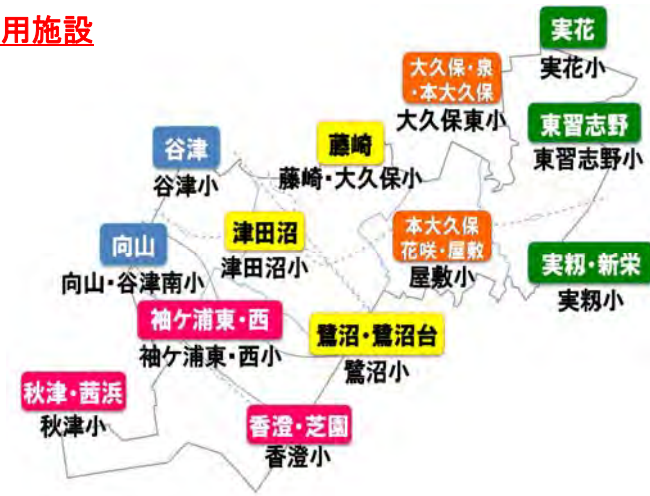 用施設
実花
実花小
大久保・泉
・本大久保
大久保東小
東習志野
東習志野小
藤崎
藤崎・大久保小
谷津
谷津小
津田沼
津田沼小
本大久保
花咲・屋敷
屋敷小
向山
向山・谷津南小
実籾・新栄
実籾小
袖ケ浦東・西
袖ケ浦東・西小
鷺沼・鷺沼台
鷺沼小
秋津・茜浜
秋津小
香澄・芝園
香澄小